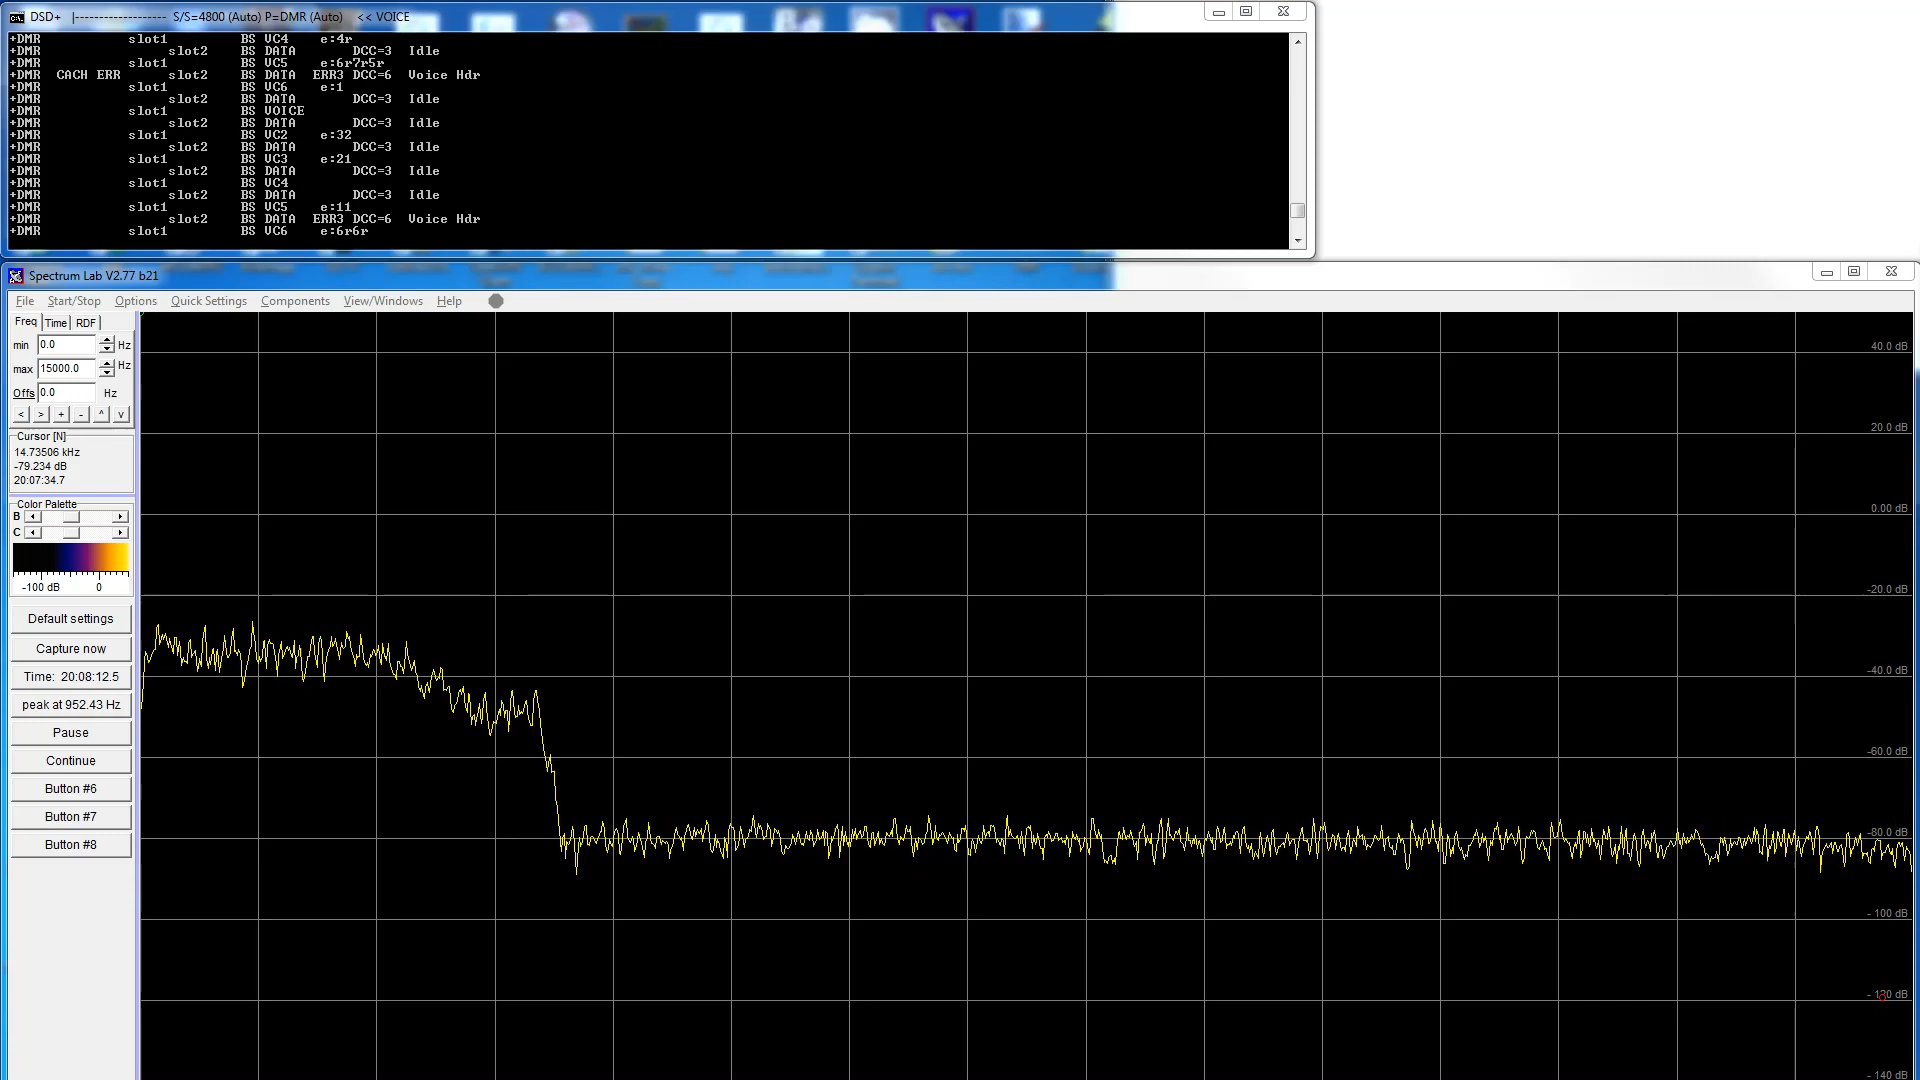 DSD+ |------------------- S/S=4800 (Auto) P=DMR (Auto) << VOICE
+DMR slot1 BS VC4 e:4r
+DMR slot2 BS DATA DCC=3 Idle
+DMR slot1 BS VC5 e:6r7r5r
+DMR CACH ERR slot2 BS DATA ERR3 DCC=6 Voice Hdr
+DMR slot1 BS VC6 e:1
+DMR slot2 BS DATA DCC=3 Idle
+DMR slot1 BS VOICE
+DMR slot2 BS DATA DCC=3 Idle
+DMR slot1 BS VC2 e:32
+DMR slot2 BS DATA DCC=3 Idle
+DMR slot1 BS VC3 e:21
+DMR slot2 BS DATA DCC=3 Idle
+DMR slot1 BS VC4
+DMR slot2 BS DATA DCC=3 Idle
+DMR slot1 BS VC5 e:11
+DMR slot2 BS DATA ERR3 DCC=6 Voice Hdr
+DMR slot1 BS VC6 e:6r6r
Spectrum Lab V2.77 b21
File Start/Stop Options Quick Settings Components View/Windows Help
Freq Time RDF
min 0.0 Hz
max 15000.0 Hz
Offs 0.0 Hz
< > + - ^ v
Cursor [N]
14.73506 kHz
-79.234 dB
20:07:34.7
Color Palette
B
C
-100 dB 0
Default settings
Capture now
Time: 20:08:12.5
peak at 952.43 Hz
Pause
Continue
Button #6
Button #7
Button #8
40.0 dB
20.0 dB
0.00 dB
-20.0 dB
-40.0 dB
-60.0 dB
-80.0 dB
-100 dB
-120 dB
-140 dB